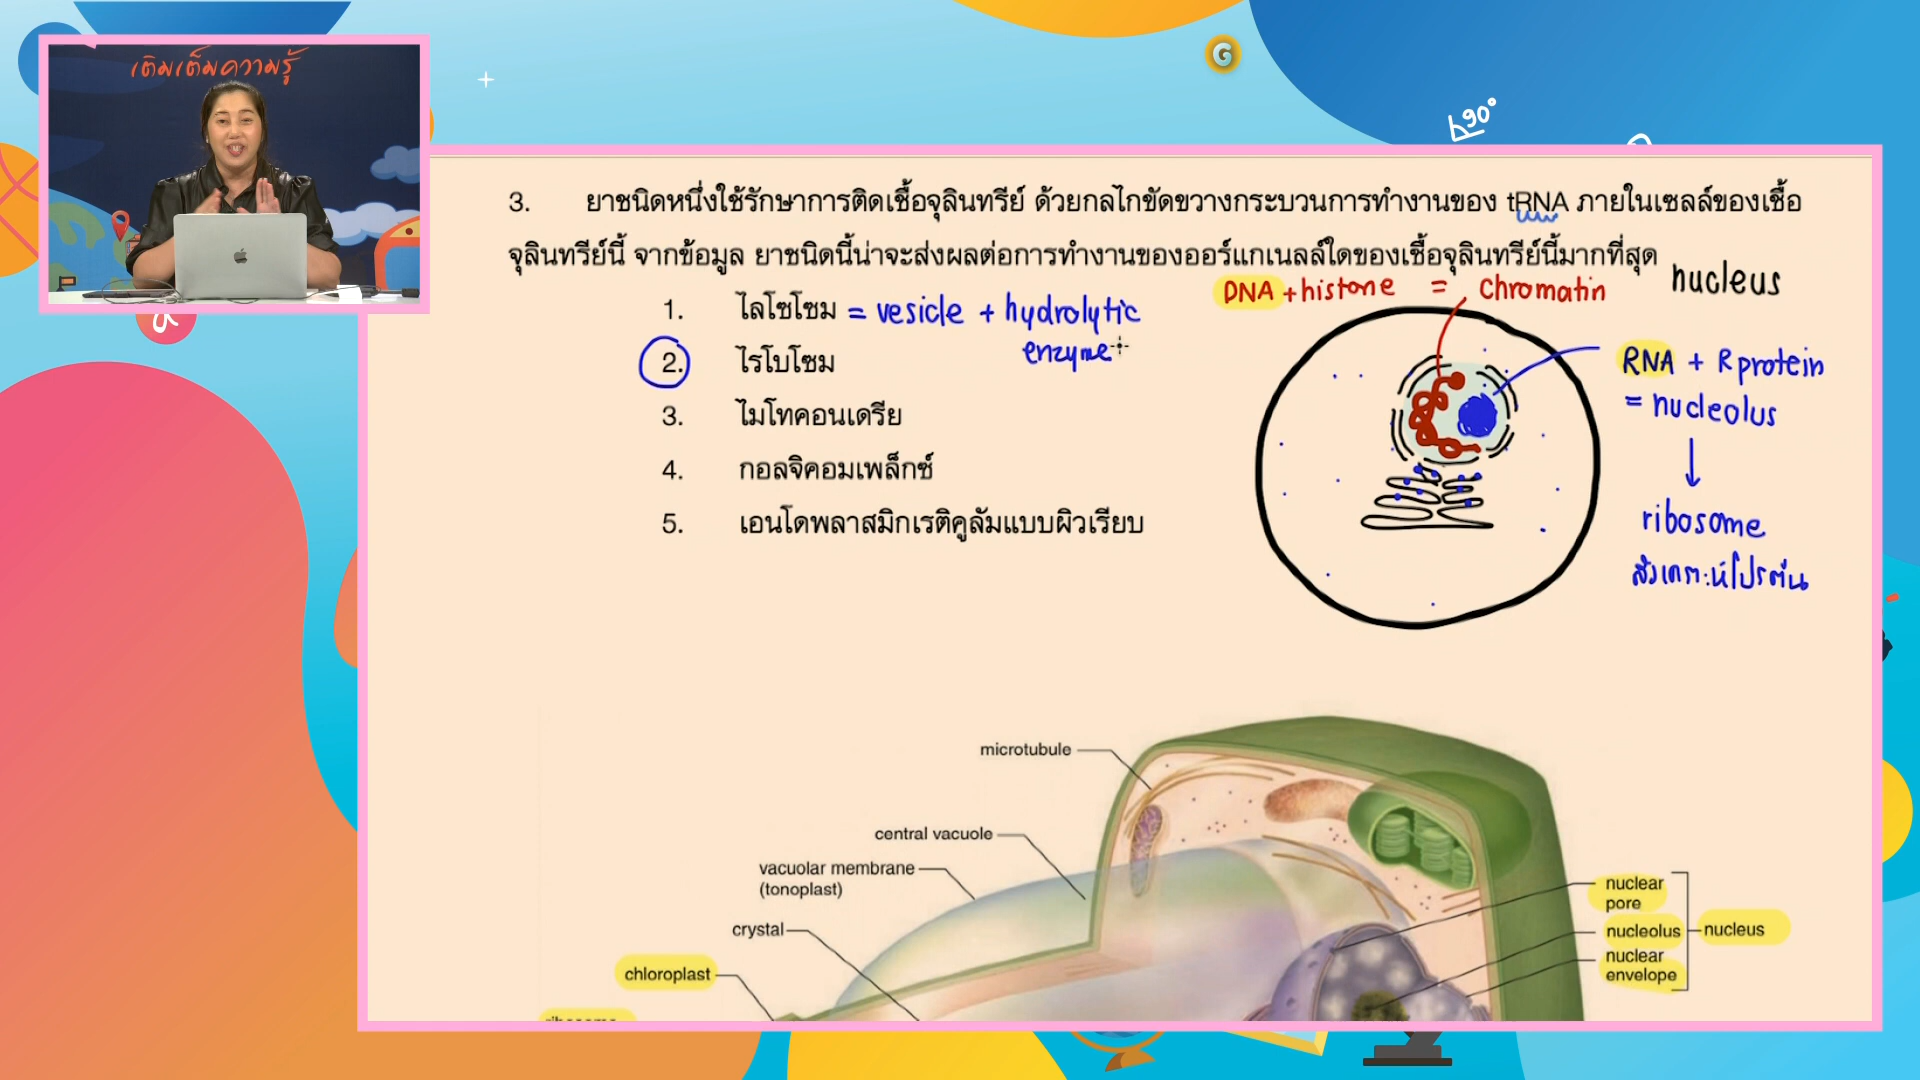 เติมเต็มความรู้
G
90°
3. ยาชนิดหนึ่งใช้รักษาการติดเชื้อจุลินทรีย์ ด้วยกลไกขัดขวางกระบวนการทำงานของ tRNA ภายในเซลล์ของเชื้อ
จุลินทรีย์นี้ จากข้อมูล ยาชนิดนี้น่าจะส่งผลต่อการทำงานของออร์แกเนลล์ใดของเชื้อจุลินทรีย์นี้มากที่สุด
nucleus
DNA + histone = chromatin
1. ไลโซโซม = vesicle + hydrolytic
enzyme
2. ไรโบโซม
3. ไมโทคอนเดรีย
4. กอลจิคอมเพล็กซ์
5. เอนโดพลาสมิกเรติคูลัมแบบผิวเรียบ
RNA + R protein
= nucleolus
ribosome
สังเคราะห์โปรตีน
microtubule
central vacuole
vacuolar membrane
(tonoplast)
crystal
chloroplast
nuclear
pore
nucleolus
nucleus
nuclear
envelope